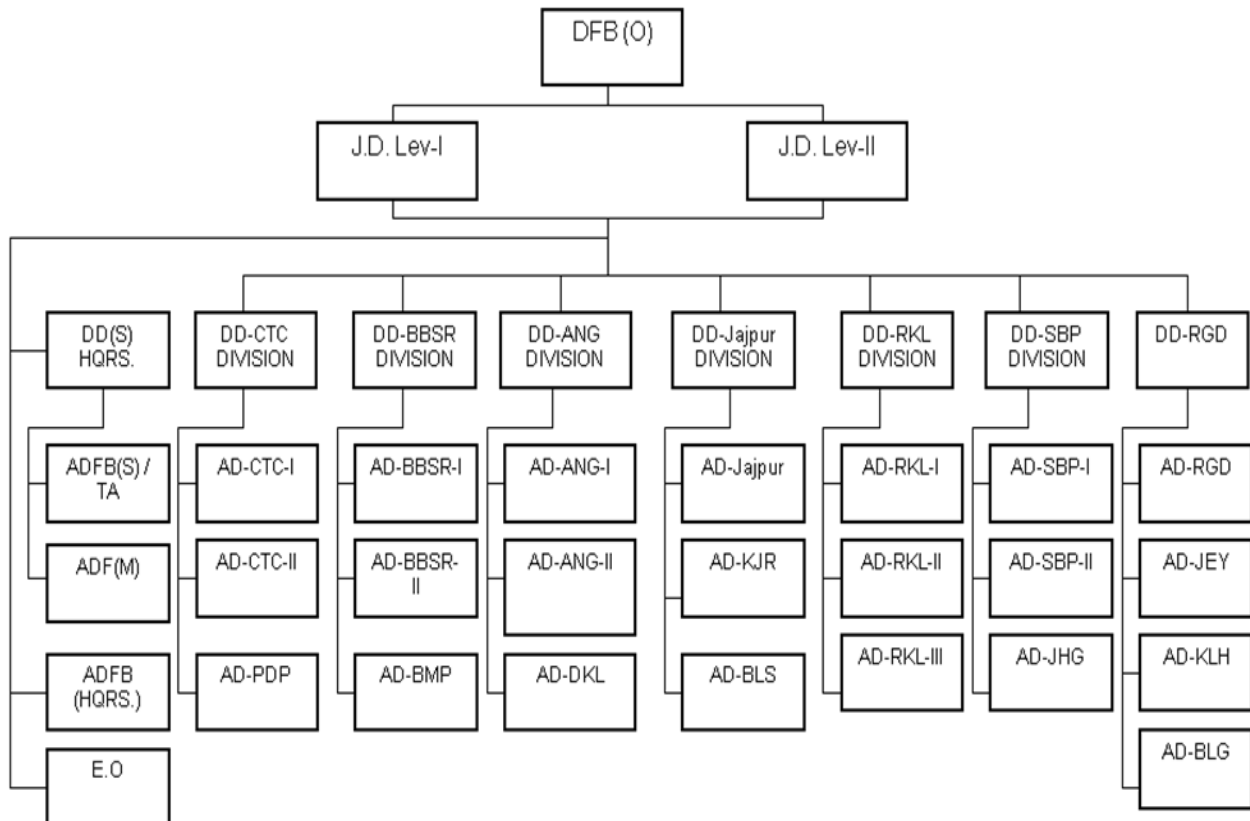 DFB (O)
J.D. Lev-I
J.D. Lev-II
DD(S)
HQRS.
DD-CTC
DIVISION
DD-BBSR
DIVISION
DD-ANG
DIVISION
DD-Jajpur
DIVISION
DD-RKL
DIVISION
DD-SBP
DIVISION
DD-RGD
ADFB(S) /
TA
AD-CTC-I
AD-BBSR-I
AD-ANG-I
AD-Jajpur
AD-RKL-I
AD-SBP-I
AD-RGD
ADF(M)
AD-CTC-II
AD-BBSR-
II
AD-ANG-II
AD-KJR
AD-RKL-II
AD-SBP-II
AD-JEY
ADFB
(HQRS.)
AD-PDP
AD-BMP
AD-DKL
AD-BLS
AD-RKL-III
AD-JHG
AD-KLH
E.O
AD-BLG